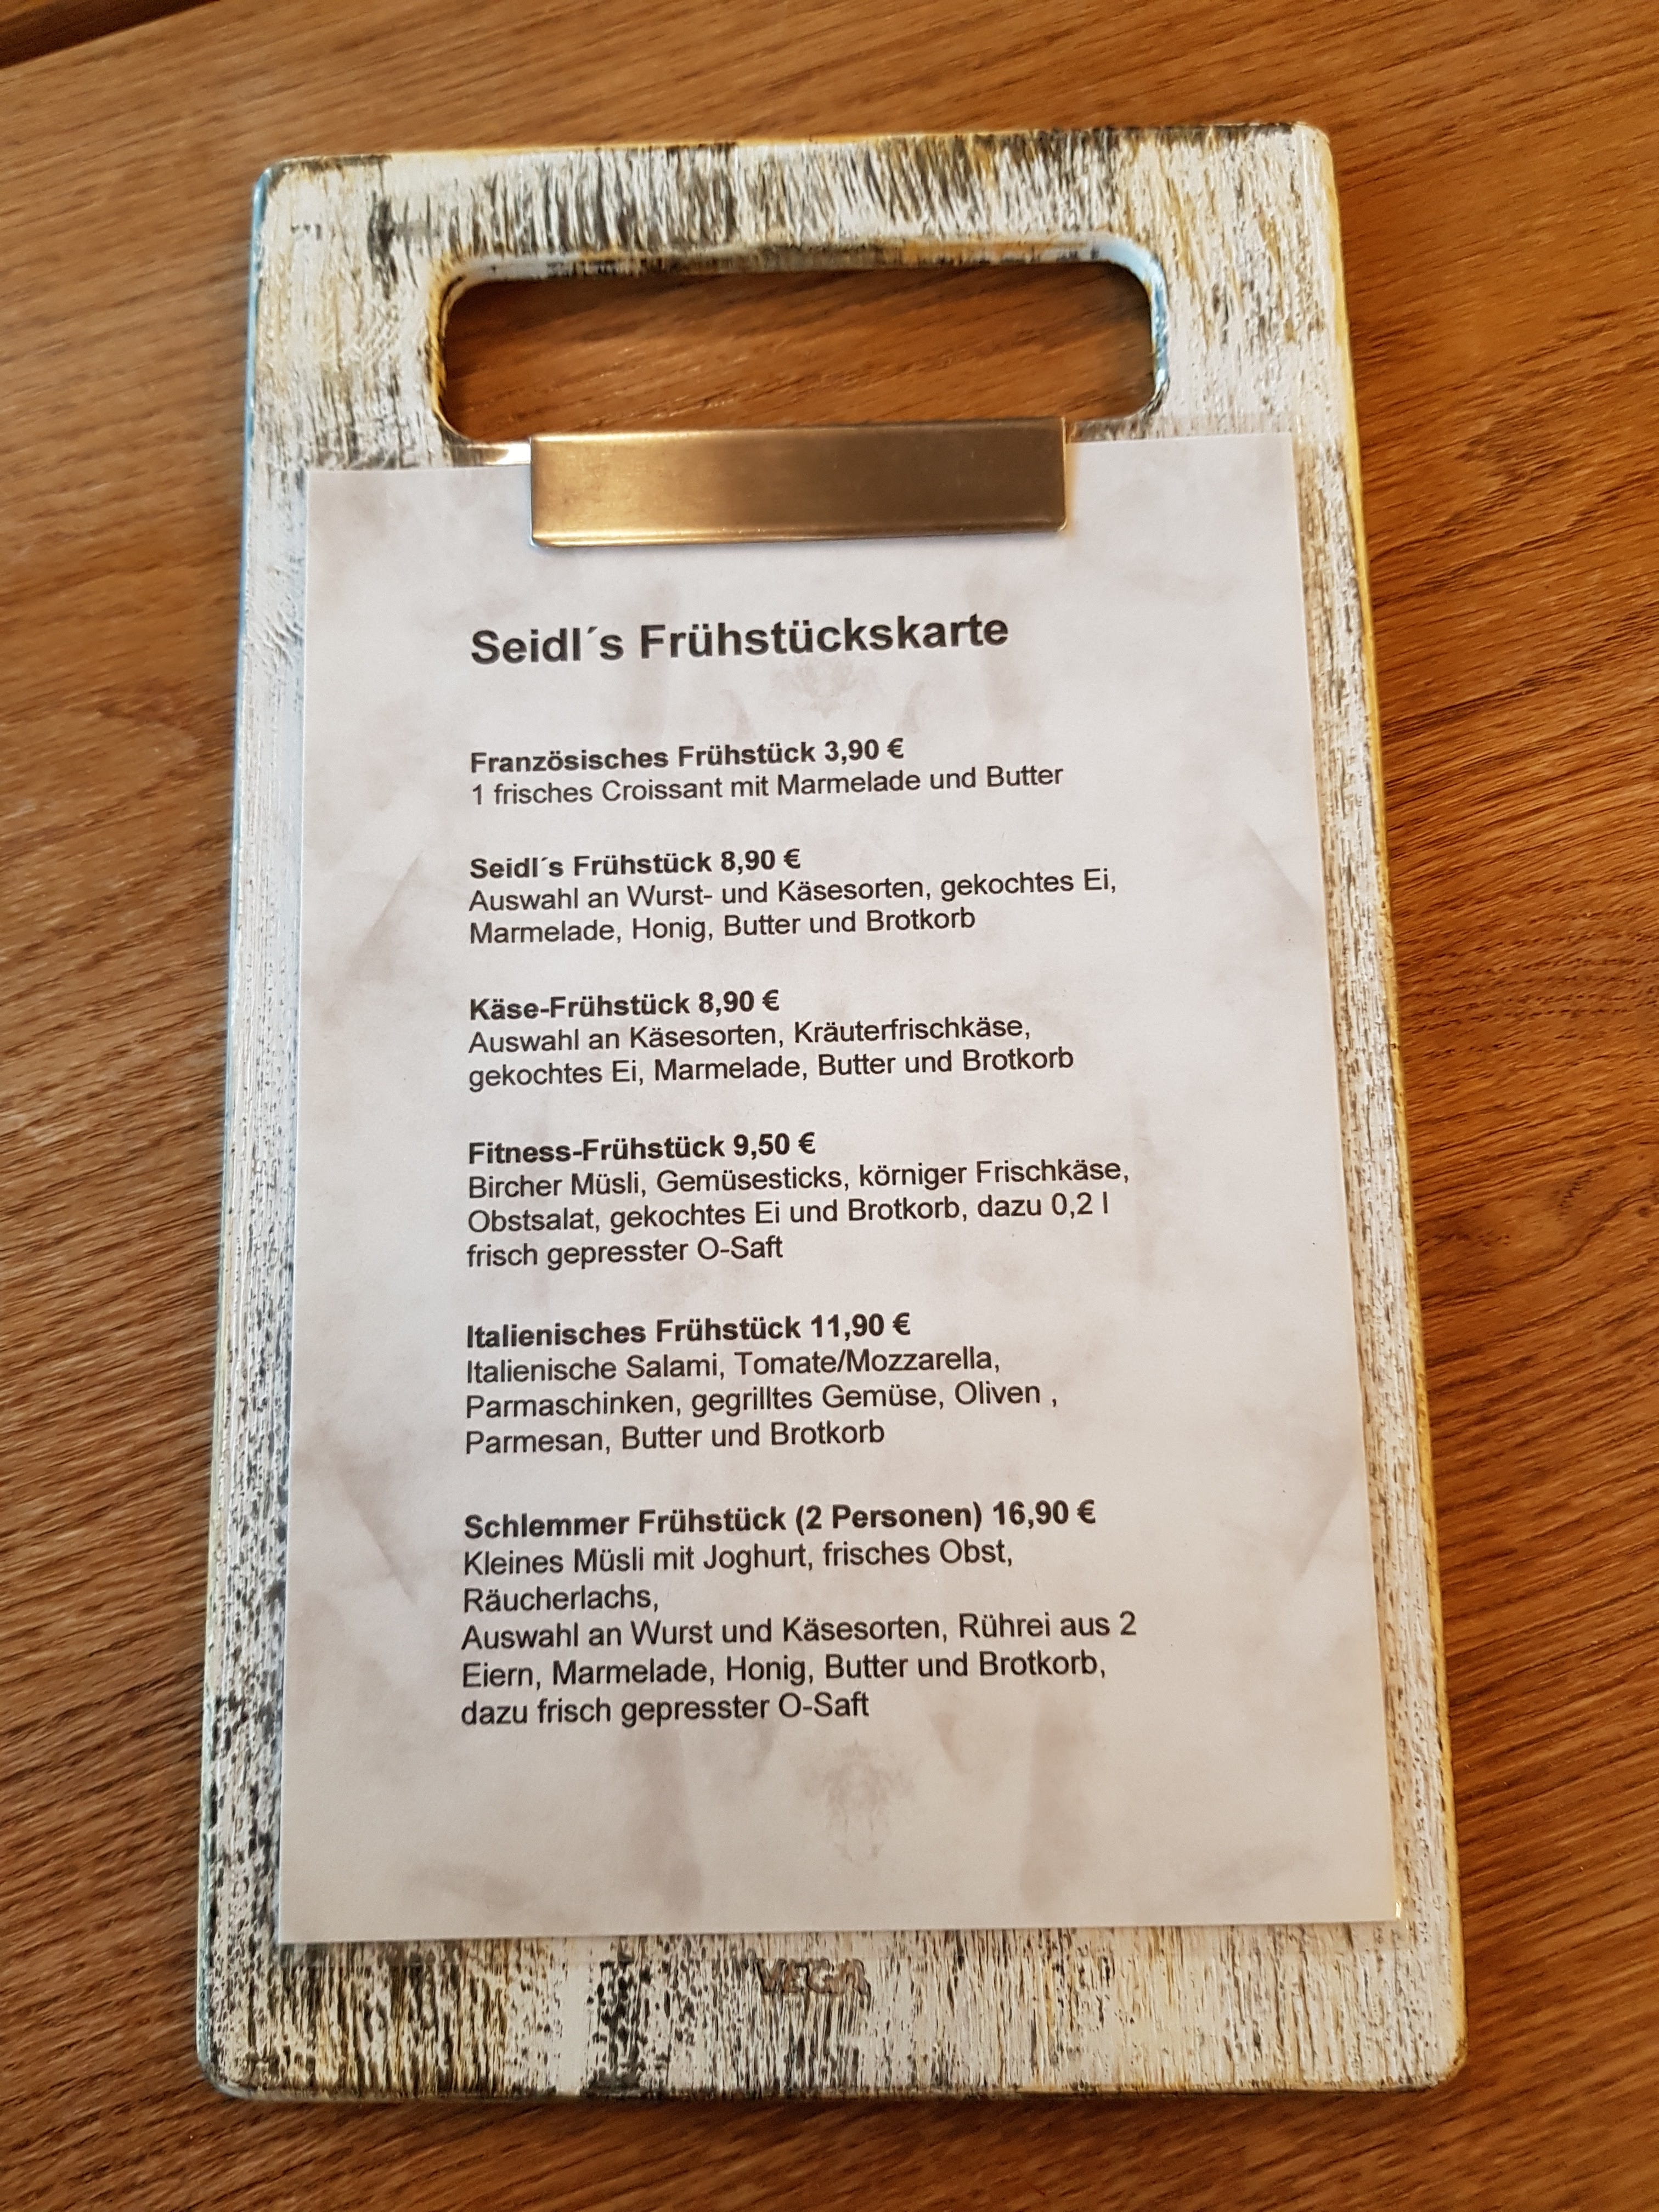 Seidl´s Frühstückskarte
Französisches Frühstück 3,90 €
1 frisches Croissant mit Marmelade und Butter
Seidl´s Frühstück 8,90 €
Auswahl an Wurst- und Käsesorten, gekochtes Ei,
Marmelade, Honig, Butter und Brotkorb
Käse-Frühstück 8,90 €
Auswahl an Käsesorten, Kräuterfrischkäse,
gekochtes Ei, Marmelade, Butter und Brotkorb
Fitness-Frühstück 9,50 €
Bircher Müsli, Gemüsesticks, körniger Frischkäse,
Obstsalat, gekochtes Ei und Brotkorb, dazu 0,2 l
frisch gepresster O-Saft
Italienisches Frühstück 11,90 €
Italienische Salami, Tomate/Mozzarella,
Parmaschinken, gegrilltes Gemüse, Oliven ,
Parmesan, Butter und Brotkorb
Schlemmer Frühstück (2 Personen) 16,90 €
Kleines Müsli mit Joghurt, frisches Obst,
Räucherlachs,
Auswahl an Wurst und Käsesorten, Rührei aus 2
Eiern, Marmelade, Honig, Butter und Brotkorb,
dazu frisch gepresster O-Saft
VEGA